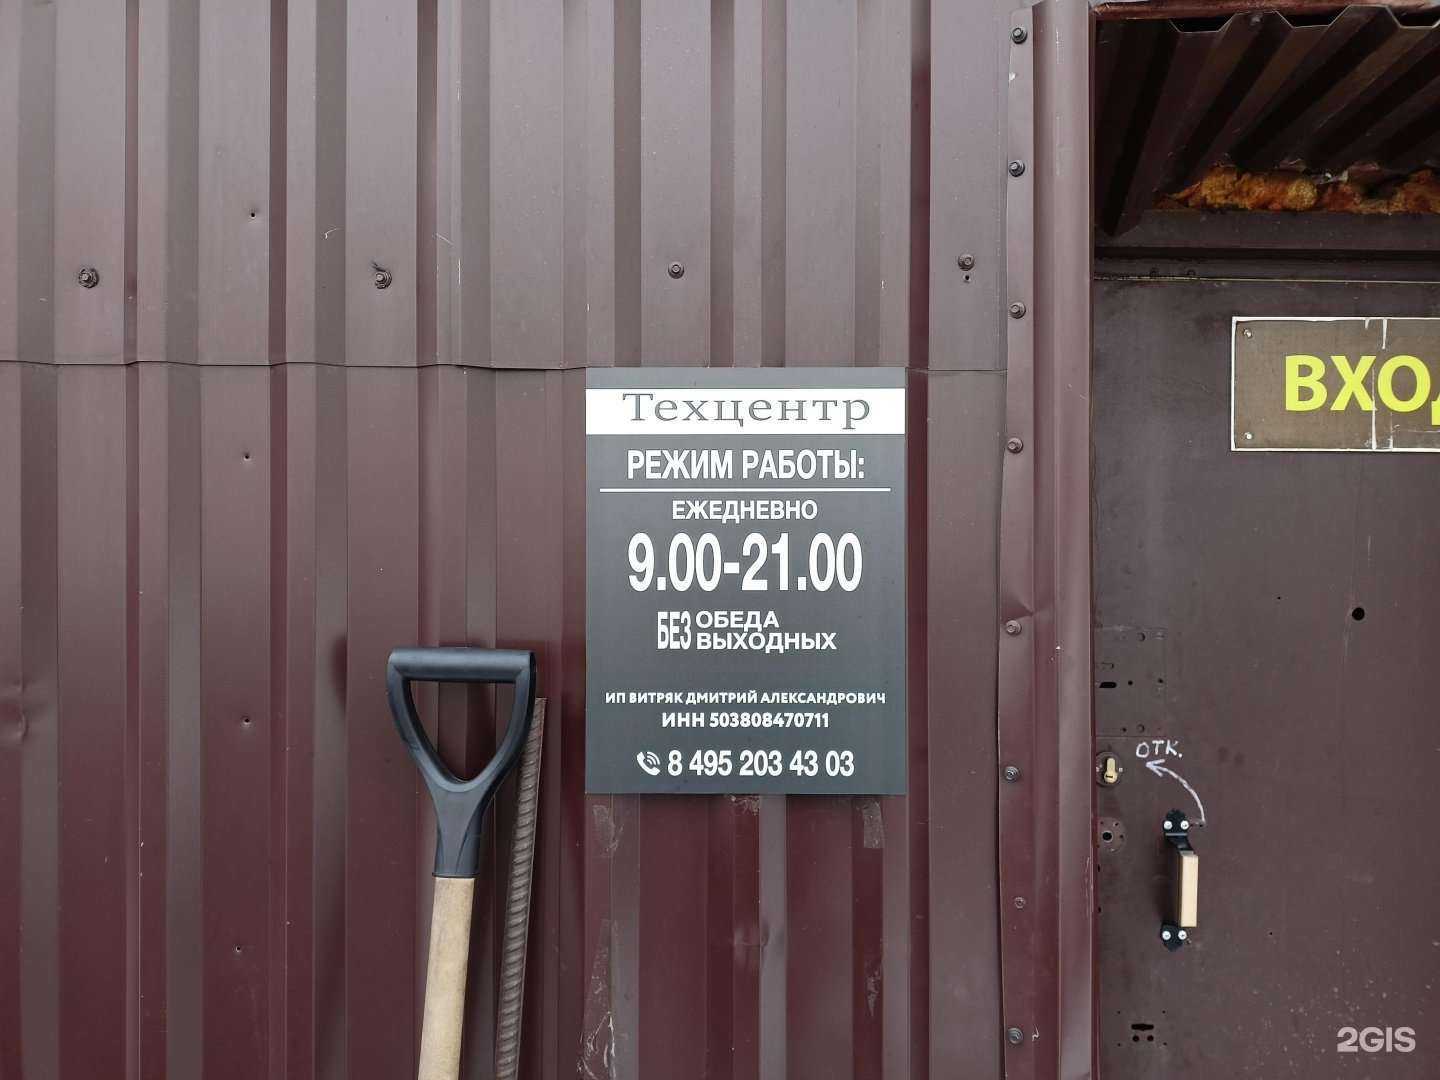 Техцентр
РЕЖИМ РАБОТЫ:
ЕЖЕДНЕВНО
9.00-21.00
БЕЗ ОБЕДА
ВЫХОДНЫХ
ИП ВИТРЯК ДМИТРИЙ АЛЕКСАНДРОВИЧ
ИНН 503808470711
8 495 203 43 03
ВХОД
ОТК.
2GIS